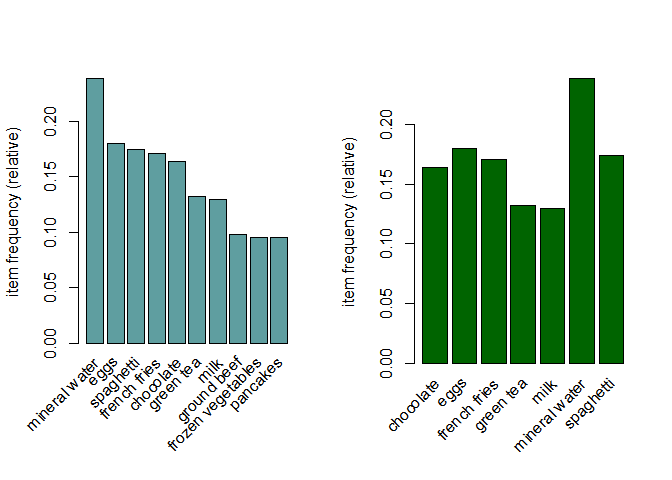 item frequency (relative)
0.00
0.05
0.10
0.15
0.20
mineral water
eggs
spaghetti
french fries
chocolate
green tea
milk
ground beef
frozen vegetables
pancakes
item frequency (relative)
0.00
0.05
0.10
0.15
0.20
chocolate
eggs
french fries
green tea
milk
mineral water
spaghetti